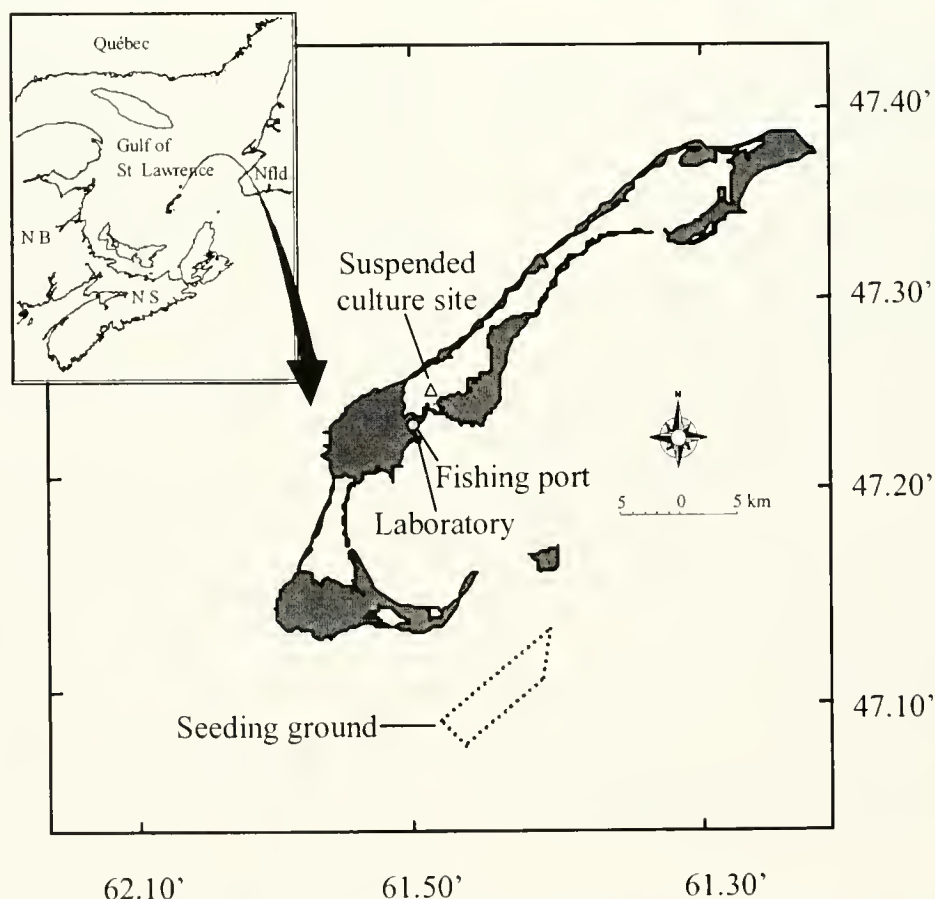 Québec
Gulf of
St Lawrence
Nfld
N B
N S
47.40'
Suspended
culture site
47.30'
N
Fishing port
47.20'
5 0 5 km
Laboratory
Seeding ground
47.10'
62.10' 61.50' 61.30'